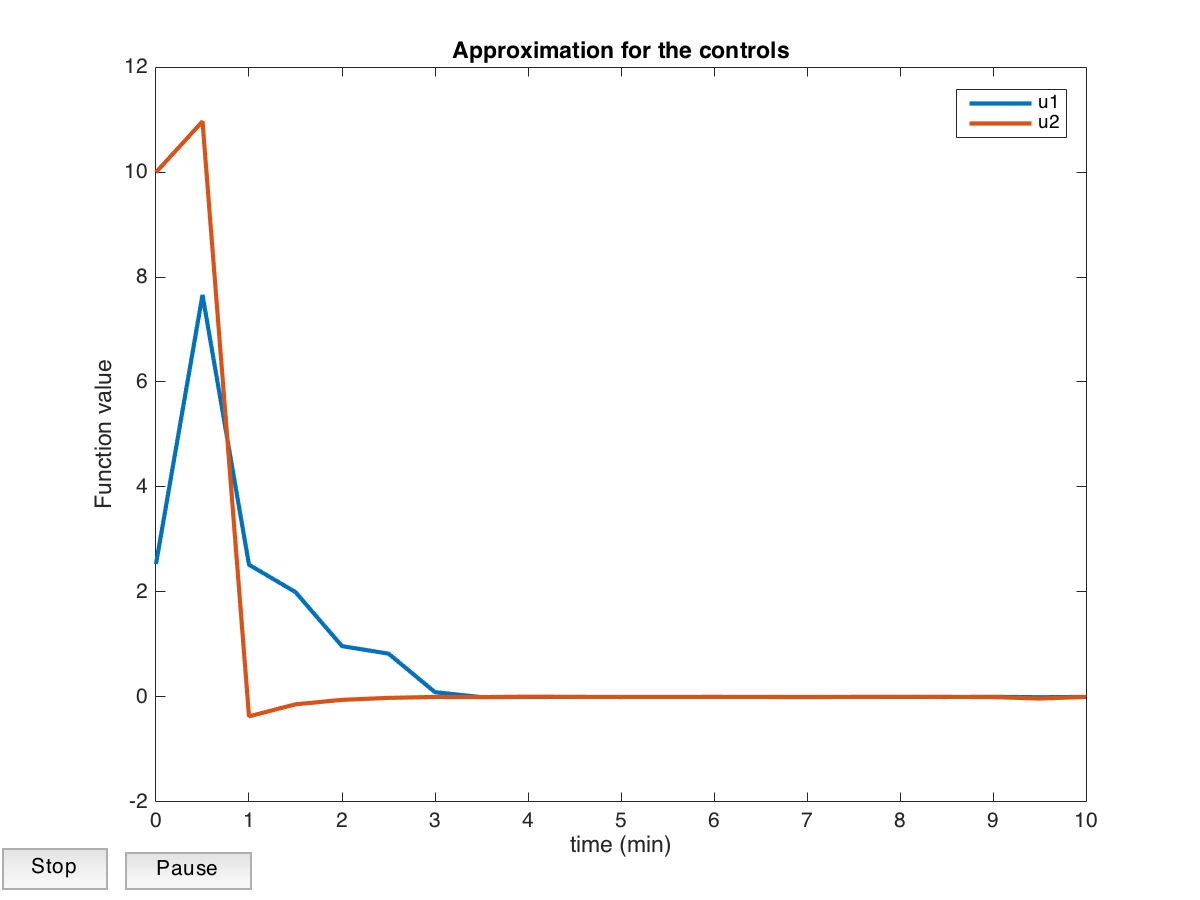 Approximation for the controls
12
10
8
6
4
2
0
-2
Function value
u1
u2
0 1 2 3 4 5 6 7 8 9 10
time (min)
Stop Pause